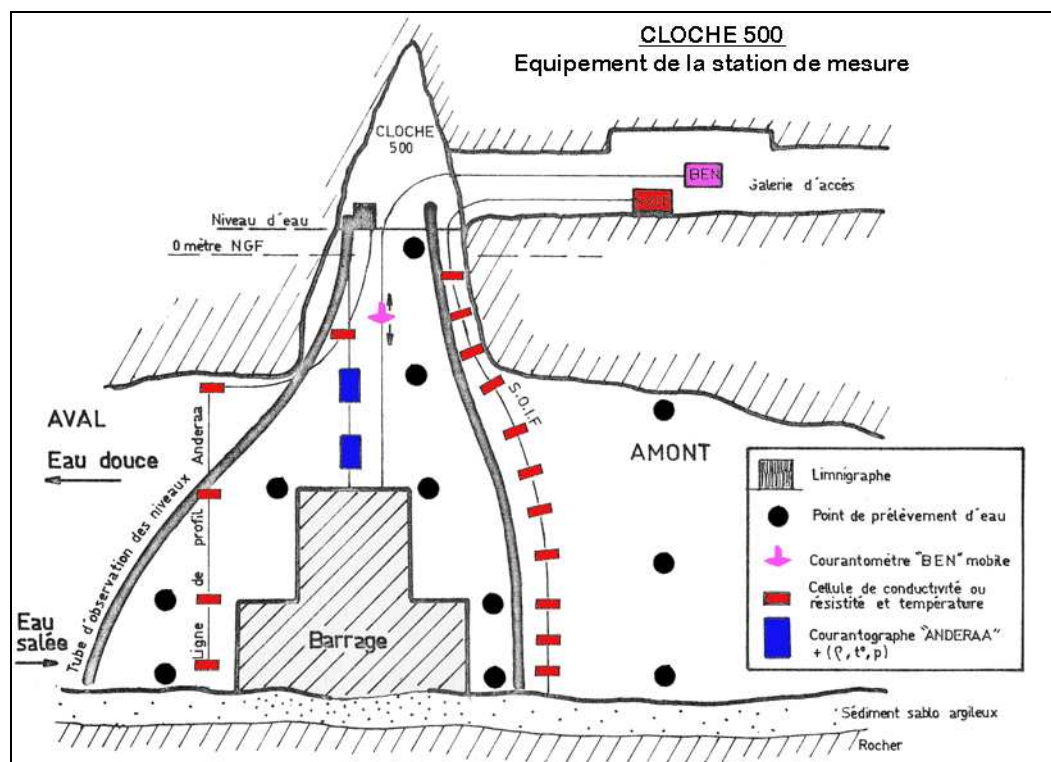 CLOCHE 500
Equipement de la station de mesure
CLOCHE
500
BEN
Galerie d'accès
Niveau d'eau
0 mètre NGF
S.O.I.F
AVAL
Eau douce
AMONT
Tube d'observation des niveaux
Ligne de profil Anderaa
Eau
salée
Barrage
Limnigraphe
Point de prélèvement d'eau
Courantomètre "BEN" mobile
Cellule de conductivité ou
résistité et température
Courantographe "ANDERAA"
+ (ρ, t°, p)
Sédiment sablo argileux
Rocher